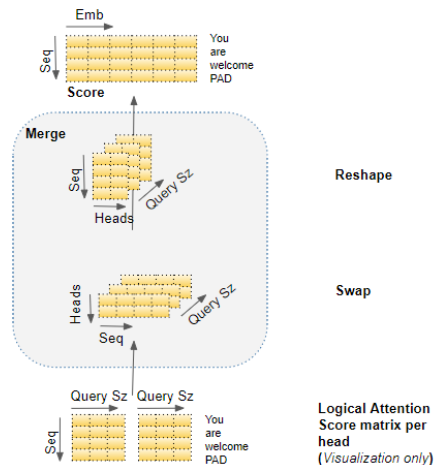 Emb
Seq
You
are
welcome
PAD
Score
Merge
Seq
Heads
Query Sz
Reshape
Heads
Seq
Query Sz
Swap
Query Sz Query Sz
Seq
You
are
welcome
PAD
Logical Attention
Score matrix per
head
(Visualization only)